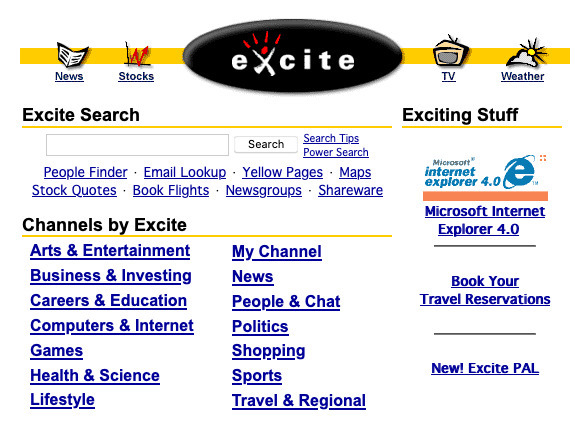 excite
News
Stocks
TV
Weather
Excite Search
Search
Search Tips
Power Search
People Finder · Email Lookup · Yellow Pages · Maps
Stock Quotes · Book Flights · Newsgroups · Shareware
Channels by Excite
Arts & Entertainment
Business & Investing
Careers & Education
Computers & Internet
Games
Health & Science
Lifestyle
My Channel
News
People & Chat
Politics
Shopping
Sports
Travel & Regional
Exciting Stuff
Microsoft
internet
explorer 4.0
TM
Microsoft Internet
Explorer 4.0
Book Your
Travel Reservations
New! Excite PAL